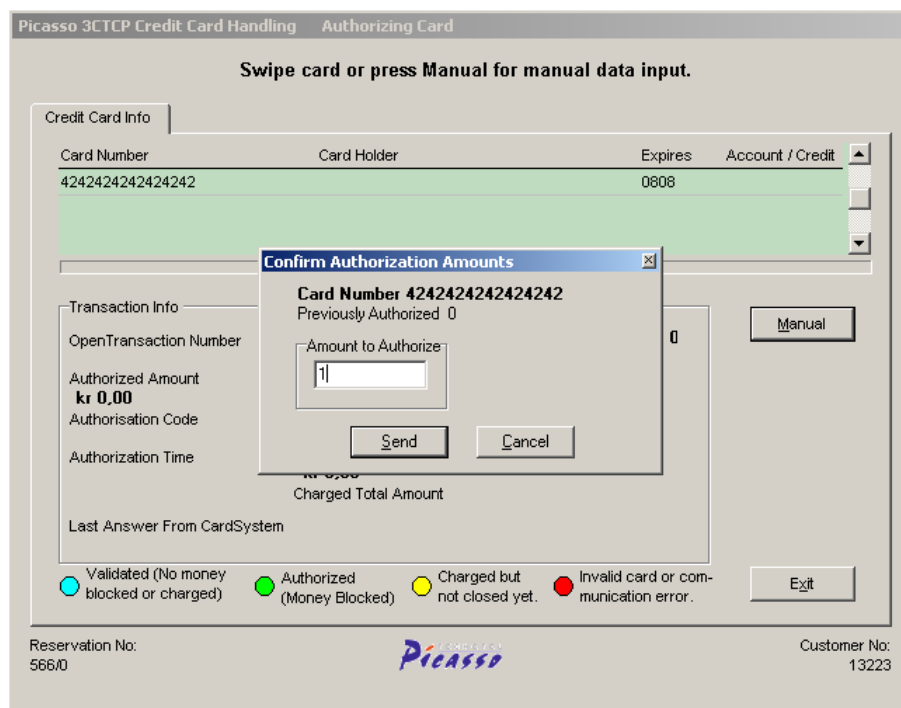 Picasso 3CTCP Credit Card Handling Authorizing Card
Swipe card or press Manual for manual data input.
Credit Card Info
Card Number Card Holder Expires Account / Credit
4242424242424242 0808
Confirm Authorization Amounts
Card Number 4242424242424242
Previously Authorized 0
Amount to Authorize
1
Send Cancel
Transaction Info
OpenTransaction Number 0
Manual
Authorized Amount
kr 0,00
Authorisation Code
Authorization Time
Charged Total Amount
Last Answer From CardSystem
Validated (No money
blocked or charged)
Authorized
(Money Blocked)
Charged but
not closed yet.
Invalid card or com-
munication error.
Exit
Reservation No:
566/0
Picasso
Customer No:
13223